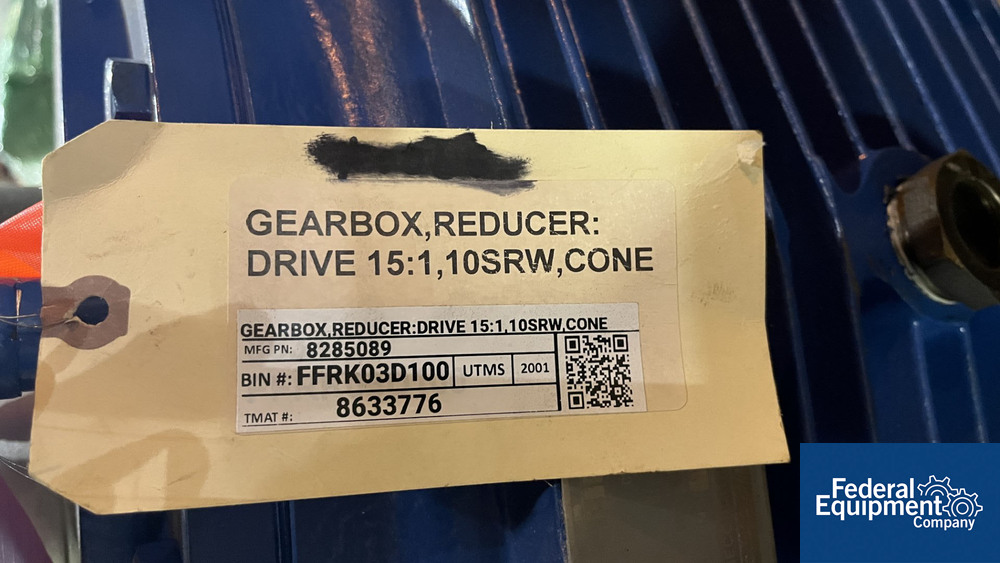 GEARBOX,REDUCER:
DRIVE 15:1,10SRW,CONE
GEARBOX,REDUCER:DRIVE 15:1,10SRW,CONE
MFG PN: 8285089
BIN #: FFRK03D100 UTMS 2001
TMAT #: 8633776
Federal
Equipment
Company